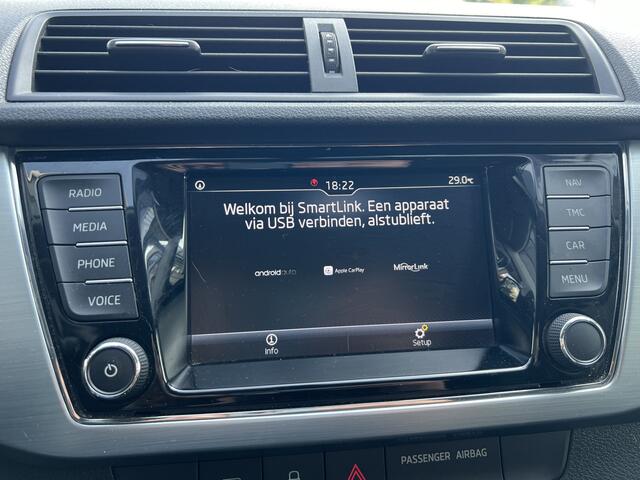 18:22
29.0°C
Welkom bij SmartLink. Een apparaat
via USB verbinden, alstublieft.
androidauto
Apple CarPlay
MirrorLink
Info
Setup
RADIO
MEDIA
PHONE
VOICE
NAV
TMC
CAR
MENU
PASSENGER AIRBAG